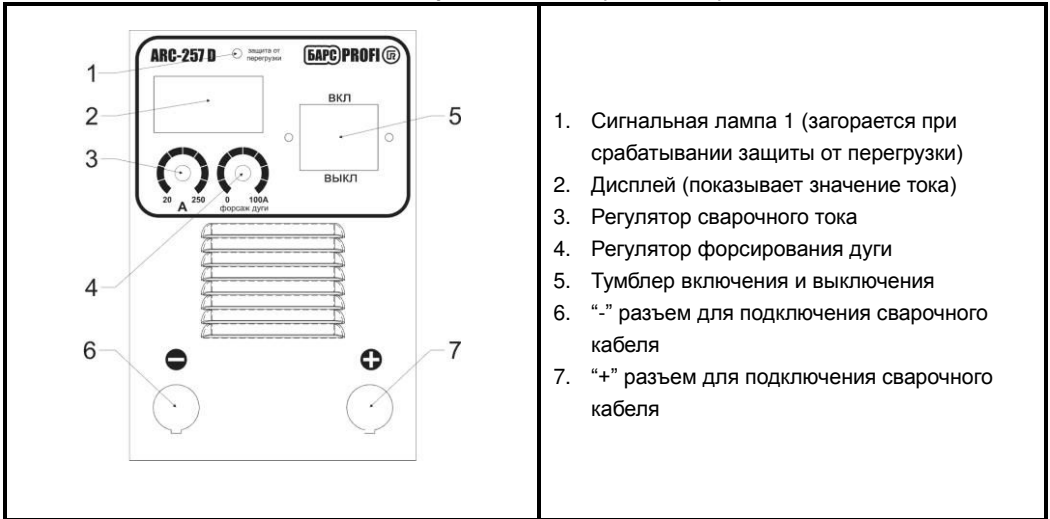 ARC-257 D
защита от
перегрузки
БАРС PROFI
1
2
3
4
5
6
7
ВКЛ
ВЫКЛ
20 250
A
0 100A
форсаж дуги
1. Сигнальная лампа 1 (загорается при
срабатывании защиты от перегрузки)
2. Дисплей (показывает значение тока)
3. Регулятор сварочного тока
4. Регулятор форсирования дуги
5. Тумблер включения и выключения
6. “-” разъем для подключения сварочного
кабеля
7. “+” разъем для подключения сварочного
кабеля